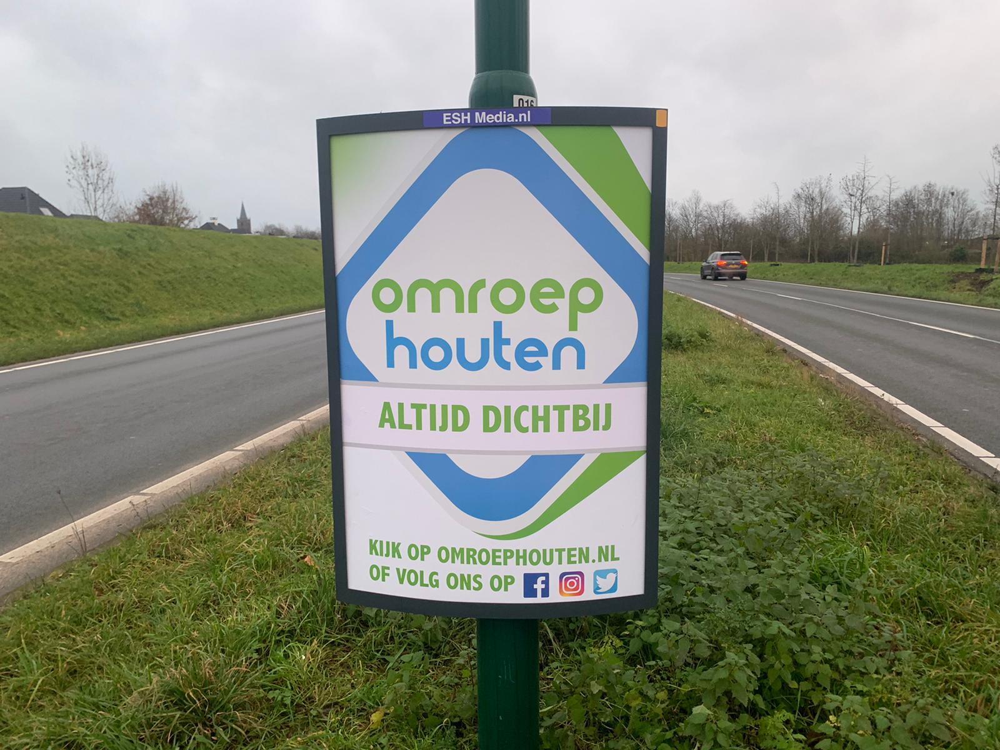 016
ESH Media.nl
omroep
houten
ALTIJD DICHTBIJ
KIJK OP OMROEPHOUTEN.NL
OF VOLG ONS OP